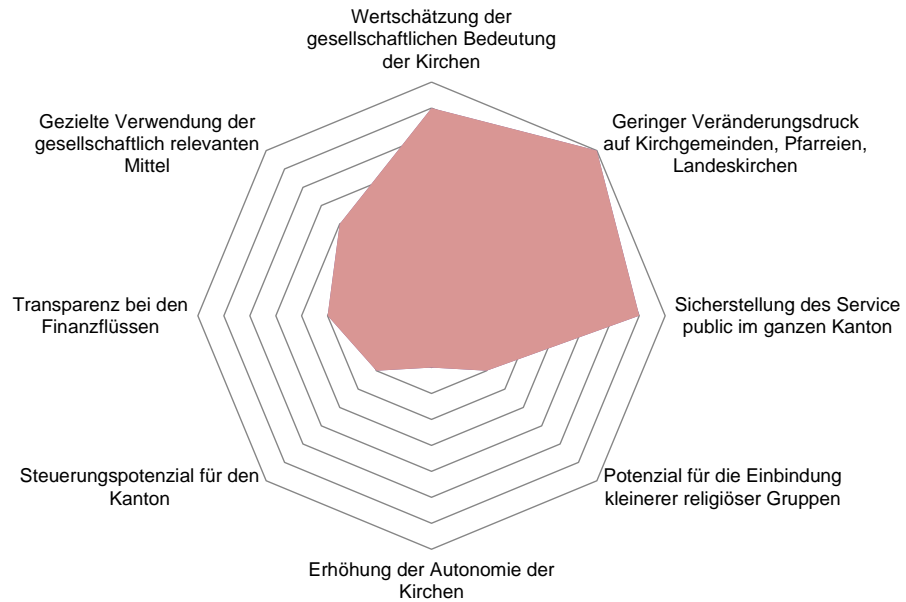 Wertschätzung der
gesellschaftlichen Bedeutung
der Kirchen
Geringer Veränderungsdruck
auf Kirchgemeinden, Pfarreien,
Landeskirchen
Sicherstellung des Service
public im ganzen Kanton
Potenzial für die Einbindung
kleinerer religiöser Gruppen
Erhöhung der Autonomie der
Kirchen
Steuerungspotenzial für den
Kanton
Transparenz bei den
Finanzflüssen
Gezielte Verwendung der
gesellschaftlich relevanten
Mittel